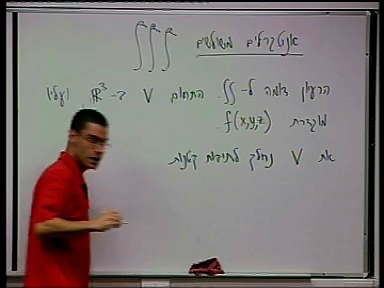 אינטגרלים משולשים ∭
הרעיון דומה ל-∬. התחום V ב-ℝ³ ועליו
מוגדרת f(x,y,z).
את V נחלק לתיבות קטנות